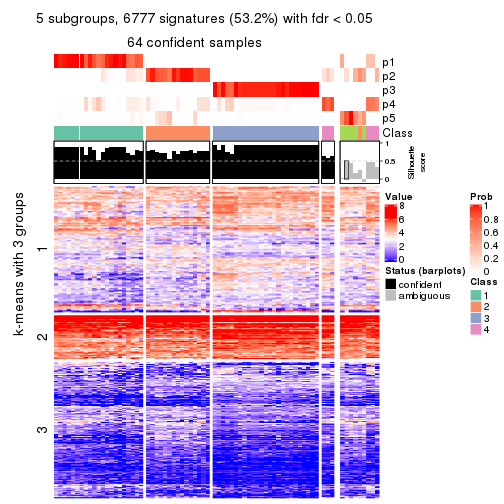 5 subgroups, 6777 signatures (53.2%) with fdr < 0.05
64 confident samples
p1
p2
p3
p4
p5
Class
1
0.5
0
Silhouette
score
k-means with 3 groups
1
2
3
Value
8
6
4
2
0
Status (barplots)
confident
ambiguous
Prob
1
0.8
0.6
0.4
0.2
0
Class
1
2
3
4